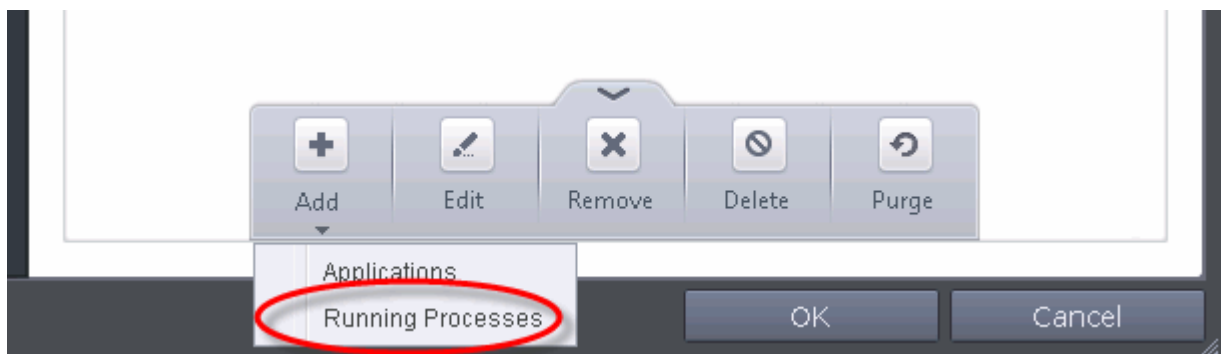 Add Edit Remove Delete Purge
Applications
Running Processes
OK Cancel